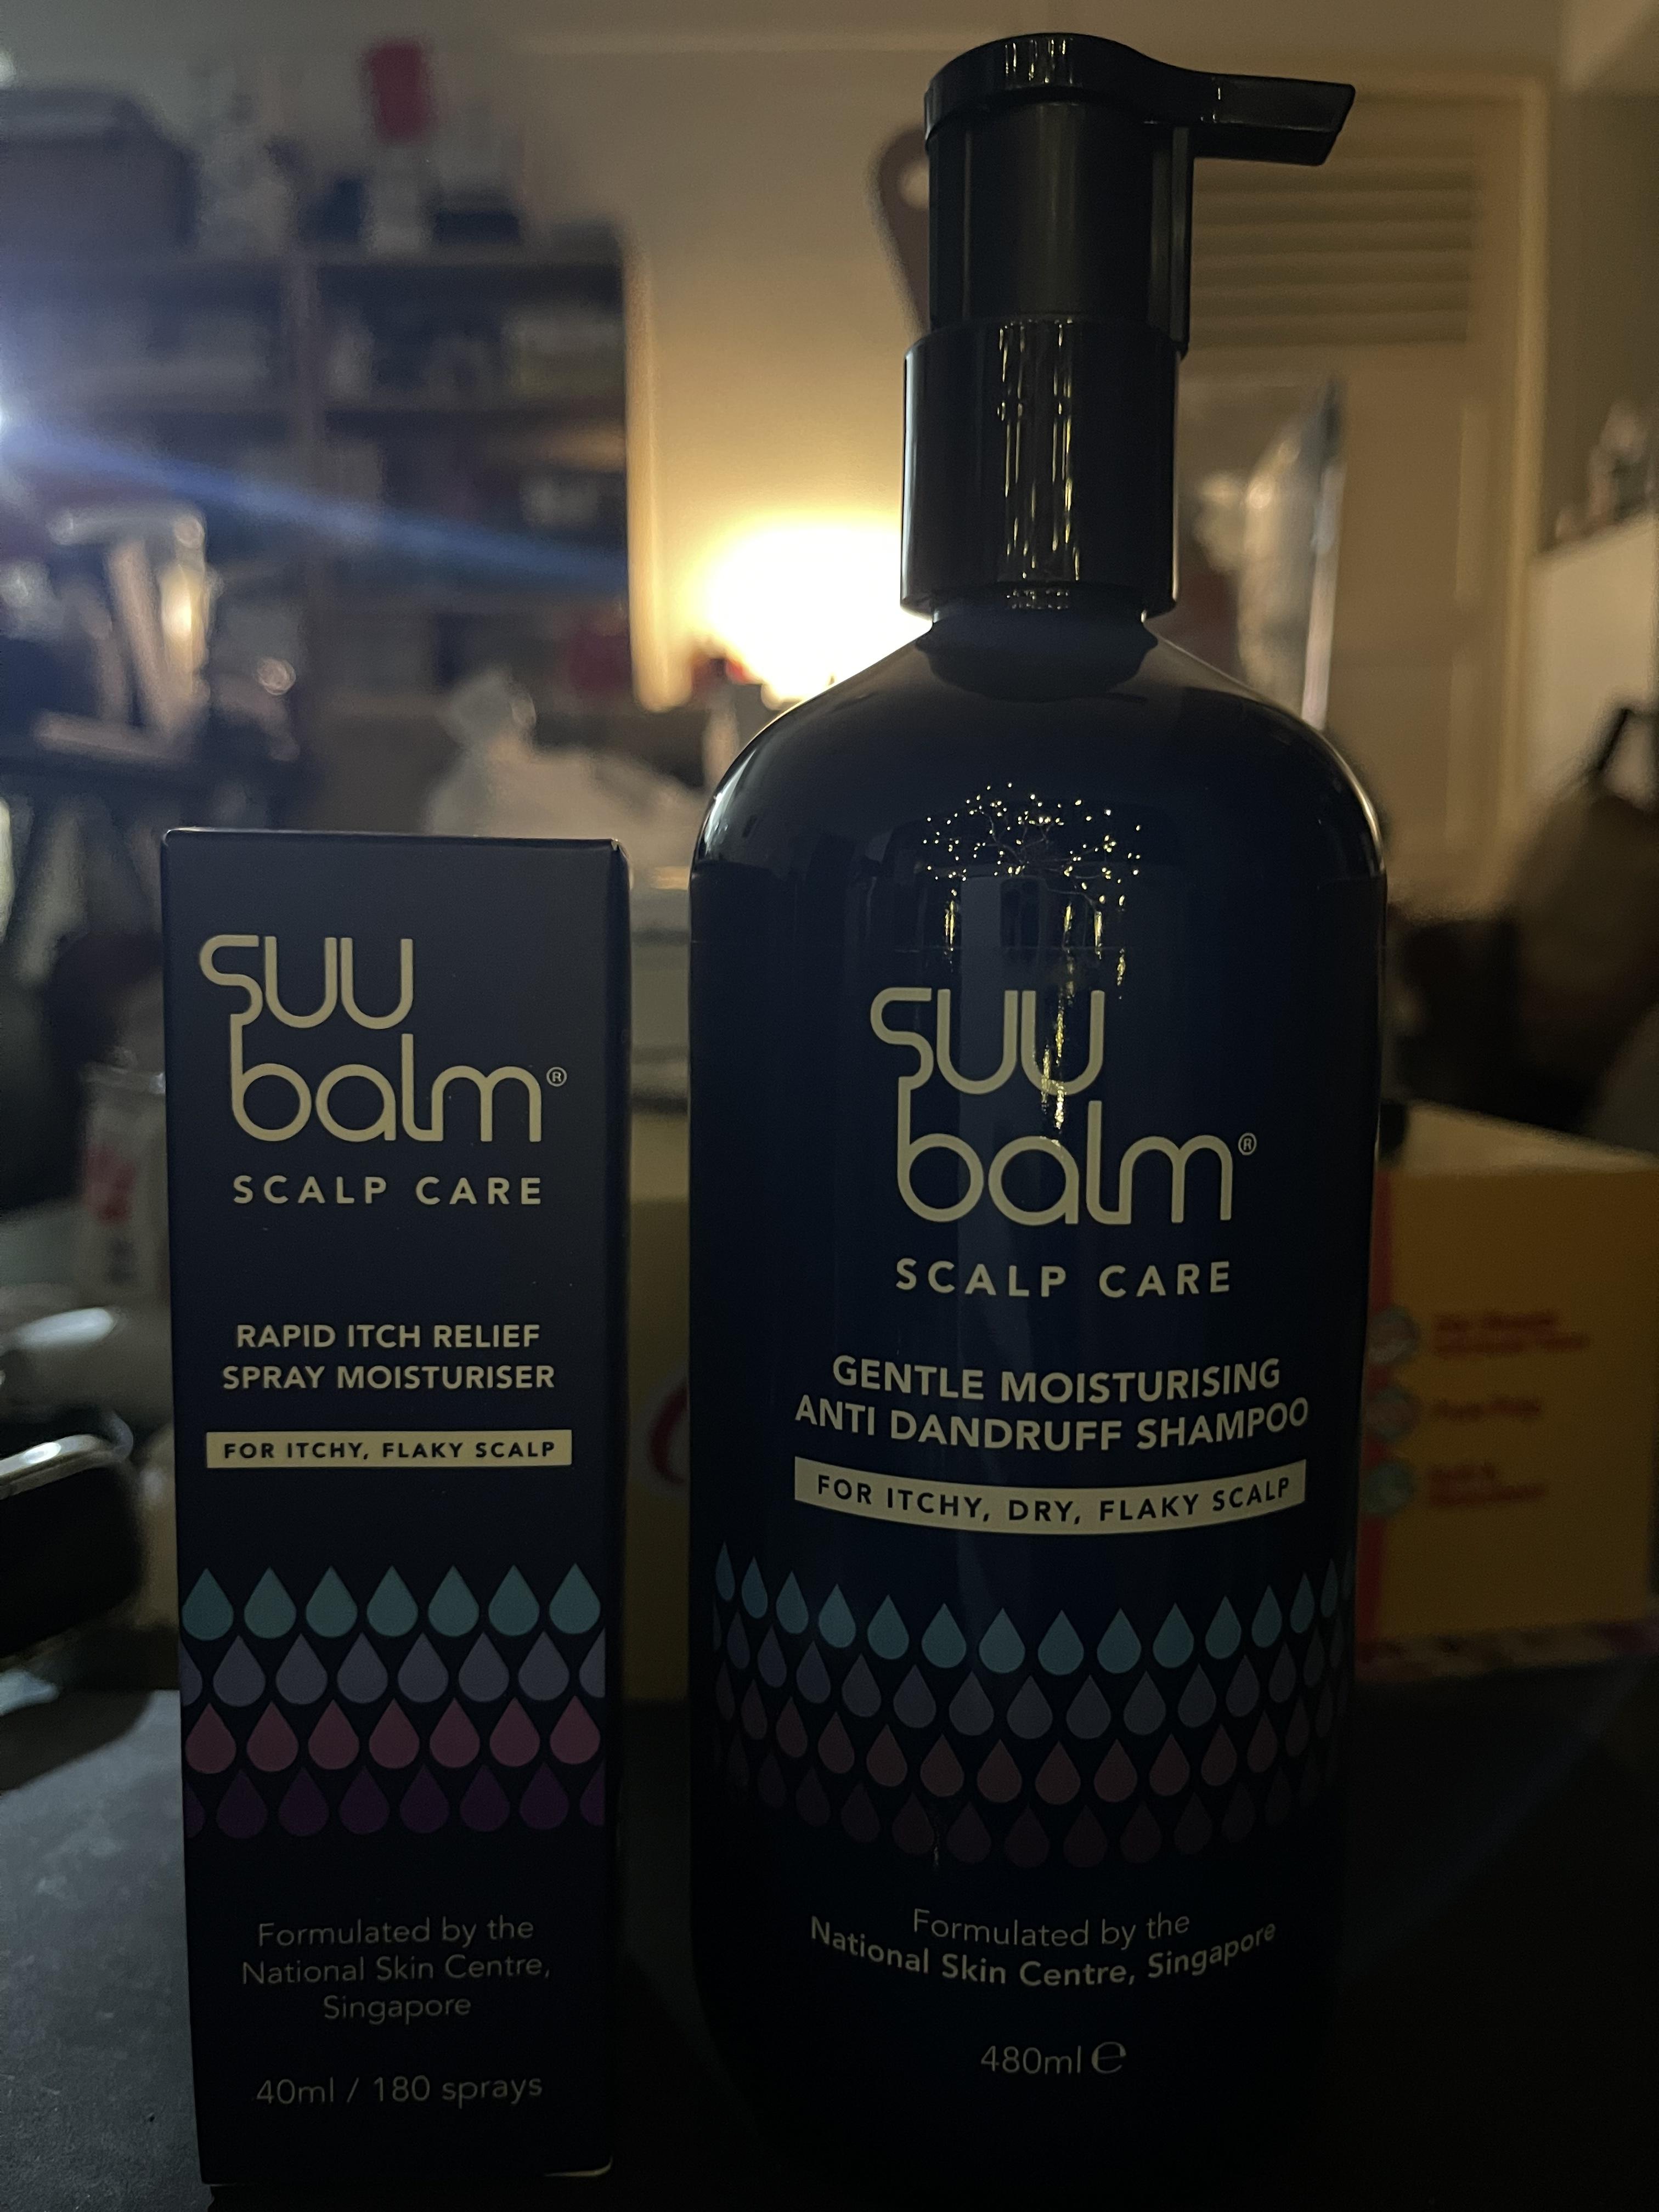 suu
balm®
SCALP CARE
RAPID ITCH RELIEF
SPRAY MOISTURISER
FOR ITCHY, FLAKY SCALP
Formulated by the
National Skin Centre,
Singapore
40ml / 180 sprays
suu
balm®
SCALP CARE
GENTLE MOISTURISING
ANTI DANDRUFF SHAMPOO
FOR ITCHY, DRY, FLAKY SCALP
Formulated by the
National Skin Centre, Singapore
480ml ℮